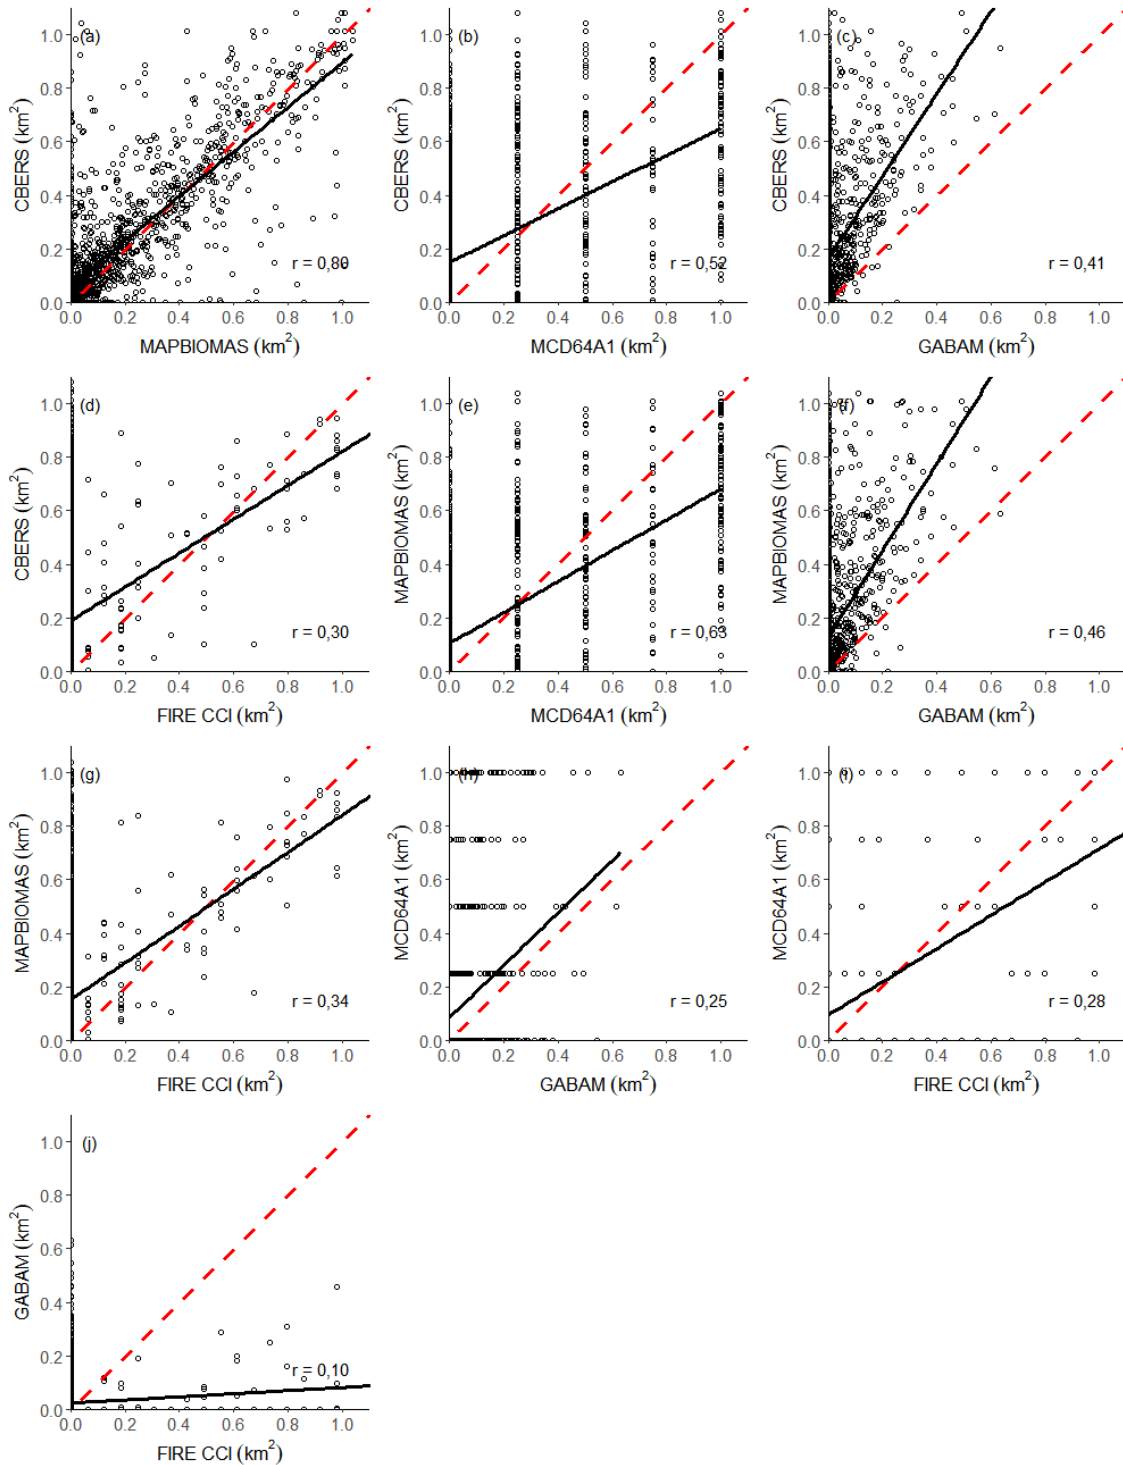 (a)
CBERS (km²)
1.0
0.8
0.6
0.4
0.2
0.0
r = 0,80
0.0 0.2 0.4 0.6 0.8 1.0
MAPBIOMAS (km²)
(b)
CBERS (km²)
1.0
0.8
0.6
0.4
0.2
0.0
r = 0,52
0.0 0.2 0.4 0.6 0.8 1.0
MCD64A1 (km²)
(c)
CBERS (km²)
1.0
0.8
0.6
0.4
0.2
0.0
r = 0,41
0.0 0.2 0.4 0.6 0.8 1.0
GABAM (km²)
(d)
CBERS (km²)
1.0
0.8
0.6
0.4
0.2
0.0
r = 0,30
0.0 0.2 0.4 0.6 0.8 1.0
FIRE CCI (km²)
(e)
MAPBIOMAS (km²)
1.0
0.8
0.6
0.4
0.2
0.0
r = 0,63
0.0 0.2 0.4 0.6 0.8 1.0
MCD64A1 (km²)
(f)
MAPBIOMAS (km²)
1.0
0.8
0.6
0.4
0.2
0.0
r = 0,46
0.0 0.2 0.4 0.6 0.8 1.0
GABAM (km²)
(g)
MAPBIOMAS (km²)
1.0
0.8
0.6
0.4
0.2
0.0
r = 0,34
0.0 0.2 0.4 0.6 0.8 1.0
FIRE CCI (km²)
(h)
MCD64A1 (km²)
1.0
0.8
0.6
0.4
0.2
0.0
r = 0,25
0.0 0.2 0.4 0.6 0.8 1.0
GABAM (km²)
(i)
MCD64A1 (km²)
1.0
0.8
0.6
0.4
0.2
0.0
r = 0,28
0.0 0.2 0.4 0.6 0.8 1.0
FIRE CCI (km²)
(j)
GABAM (km²)
1.0
0.8
0.6
0.4
0.2
0.0
r = 0,10
0.0 0.2 0.4 0.6 0.8 1.0
FIRE CCI (km²)